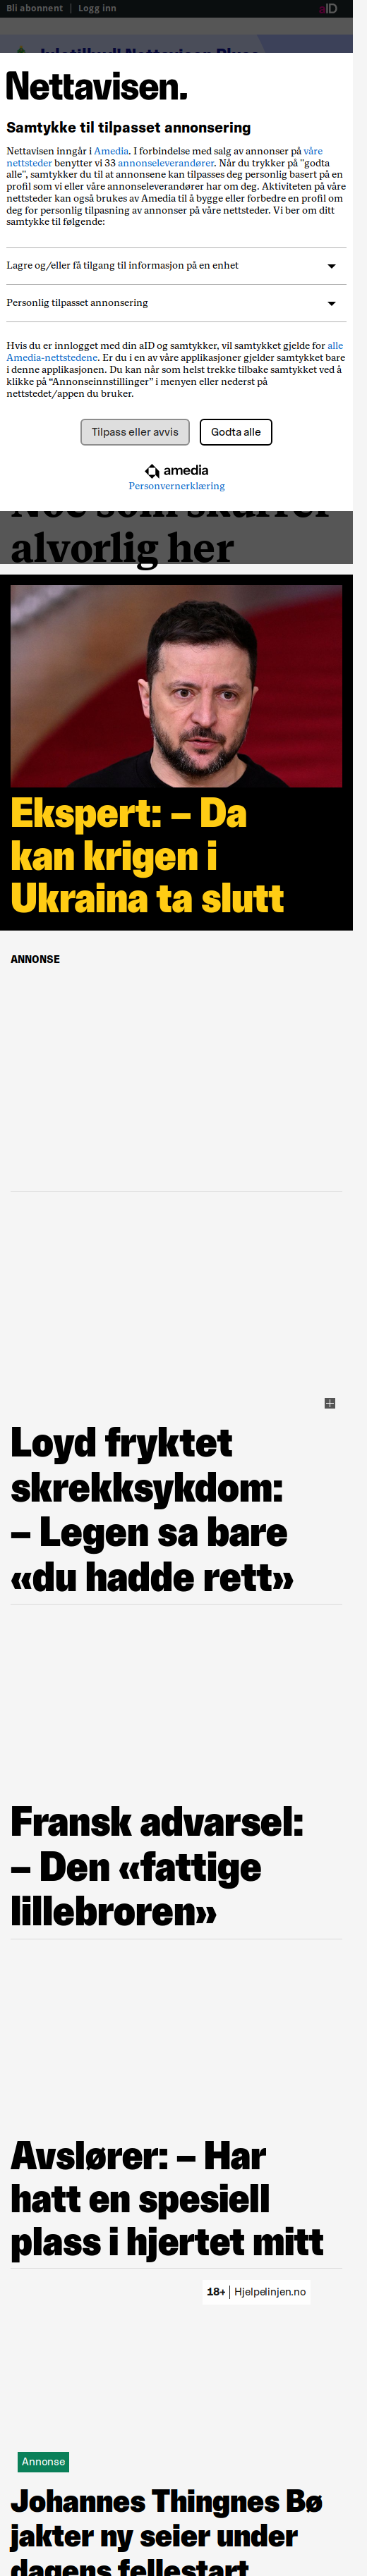 Bli abonnent | Logg inn
aID
Nettavisen.
Samtykke til tilpasset annonsering
Nettavisen inngår i Amedia. I forbindelse med salg av annonser på våre
nettsteder benytter vi 33 annonseleverandører. Når du trykker på "godta
alle", samtykker du til at annonsene kan tilpasses deg personlig basert på en
profil som vi eller våre annonseleverandører har om deg. Aktiviteten på våre
nettsteder kan også brukes av Amedia til å bygge eller forbedre en profil om
deg for personlig tilpasning av annonser på våre nettsteder. Vi ber om ditt
samtykke til følgende:
Lagre og/eller få tilgang til informasjon på en enhet
Personlig tilpasset annonsering
Hvis du er innlogget med din aID og samtykker, vil samtykket gjelde for alle
Amedia-nettstedene. Er du i en av våre applikasjoner gjelder samtykket bare
i denne applikasjonen. Du kan når som helst trekke tilbake samtykket ved å
klikke på “Annonseinnstillinger” i menyen eller nederst på
nettstedet/appen du bruker.
Tilpass eller avvis
Godta alle
amedia
Personvernerklæring
alvorlig her
Ekspert: – Da
kan krigen i
Ukraina ta slutt
ANNONSE
Loyd fryktet
skrekksykdom:
– Legen sa bare
«du hadde rett»
Fransk advarsel:
– Den «fattige
lillebroren»
Avslører: – Har
hatt en spesiell
plass i hjertet mitt
18+ | Hjelpelinjen.no
Annonse
Johannes Thingnes Bø
jakter ny seier under
dagens fellestart